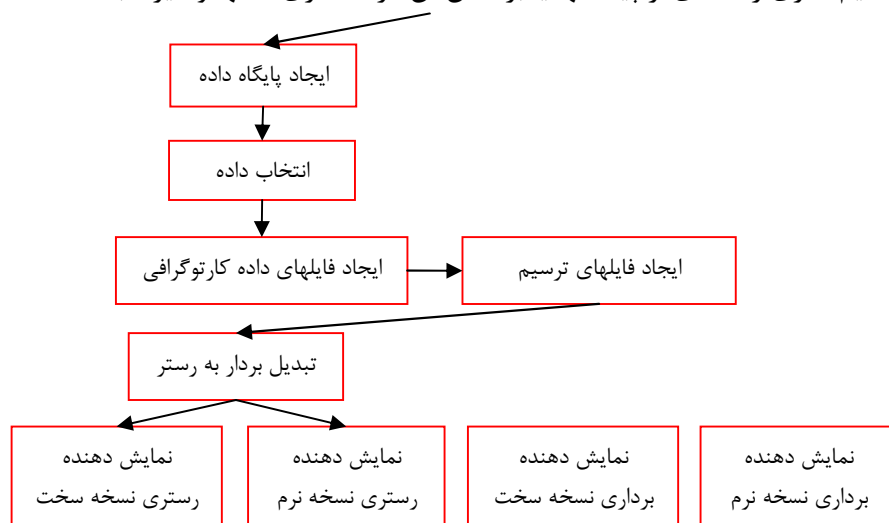 ایجاد پایگاه داده
انتخاب داده
ایجاد فایلهای داده کارتوگرافی
ایجاد فایلهای ترسیم
تبدیل بردار به رستر
نمایش دهنده
رستری نسخه سخت
نمایش دهنده
رستری نسخه نرم
نمایش دهنده
برداری نسخه سخت
نمایش دهنده
برداری نسخه نرم